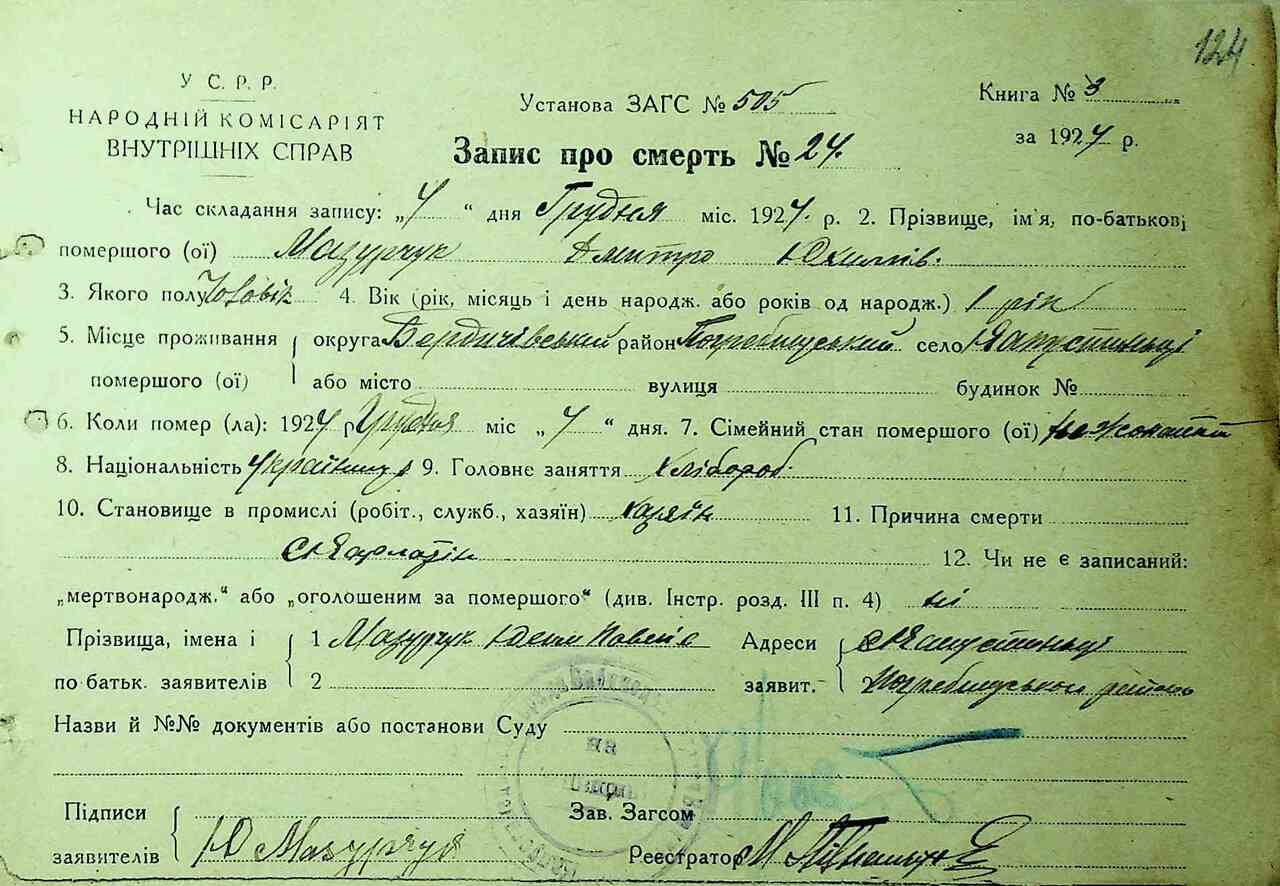 124
У С. Р. Р.
НАРОДНІЙ КОМІСАРІЯТ
ВНУТРІШНІХ СПРАВ
Установа ЗАГС № 505
Книга № 3
за 1924 р.
Запис про смерть № 24.
Час складання запису: „4“ дня Грудня міс. 1924. р. 2. Прізвище, ім'я, по-батькові
помершого (ої) Мазурчук Дмитро
3. Якого полу Чоловік 4. Вік (рік, місяць і день народж. або років од народж.) 1 рік
5. Місце проживання округа Бердичівський район Погребищуський село
помершого (ої) або місто вулиця будинок №
6. Коли помер (ла): 1924 р Грудня міс „4“ дня. 7. Сімейний стан помершого (ої) не жонатий
8. Національність 9. Головне заняття хлібороб.
10. Становище в промислі (робіт., служб., хазяїн) хазяїн 11. Причина смерти
12. Чи не є записаний:
„мертвонародж.“ або „оголошеним за помершого“ (див. Інстр. розд. III п. 4) ні
Прізвища, імена і 1 Мазурчук Адреси
по батьк. заявителів 2 заявит. Погребищуського району
Назви й №№ документів або постанови Суду
Підписи Зав. Загсом
заявителів Ю Мазурчук Реестратор